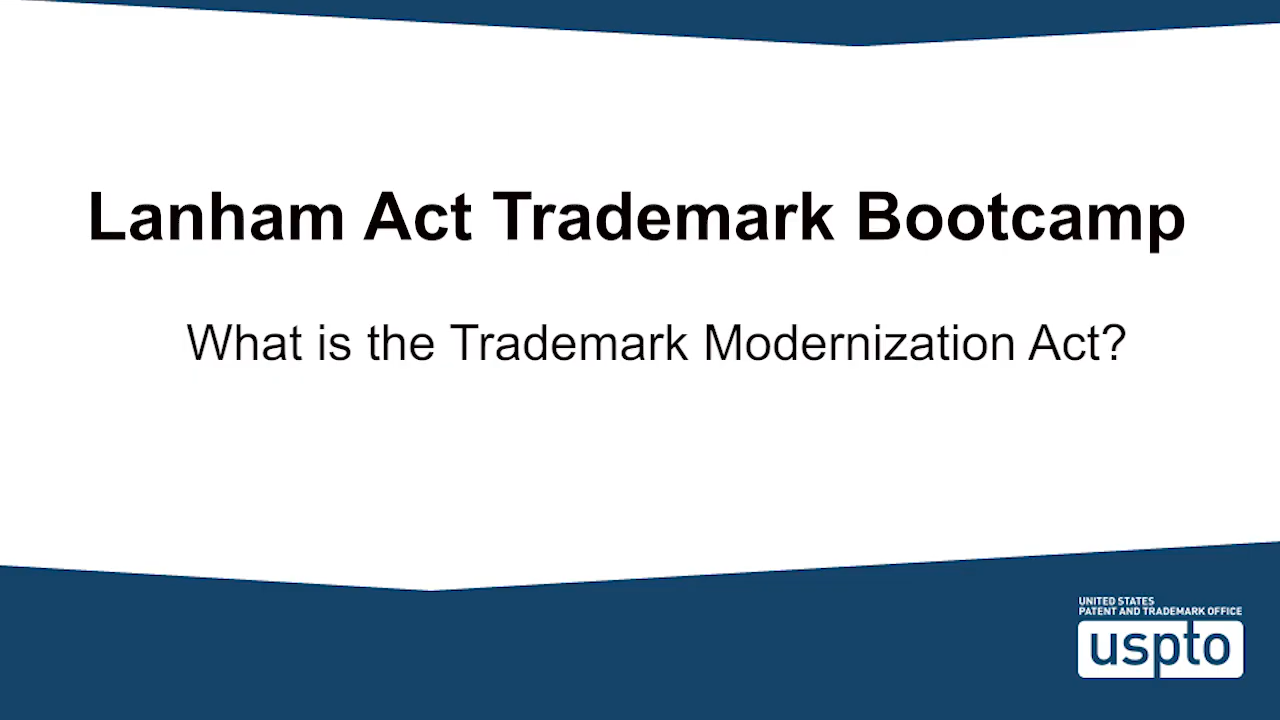 Lanham Act Trademark Bootcamp
What is the Trademark Modernization Act?
UNITED STATES
PATENT AND TRADEMARK OFFICE
uspto